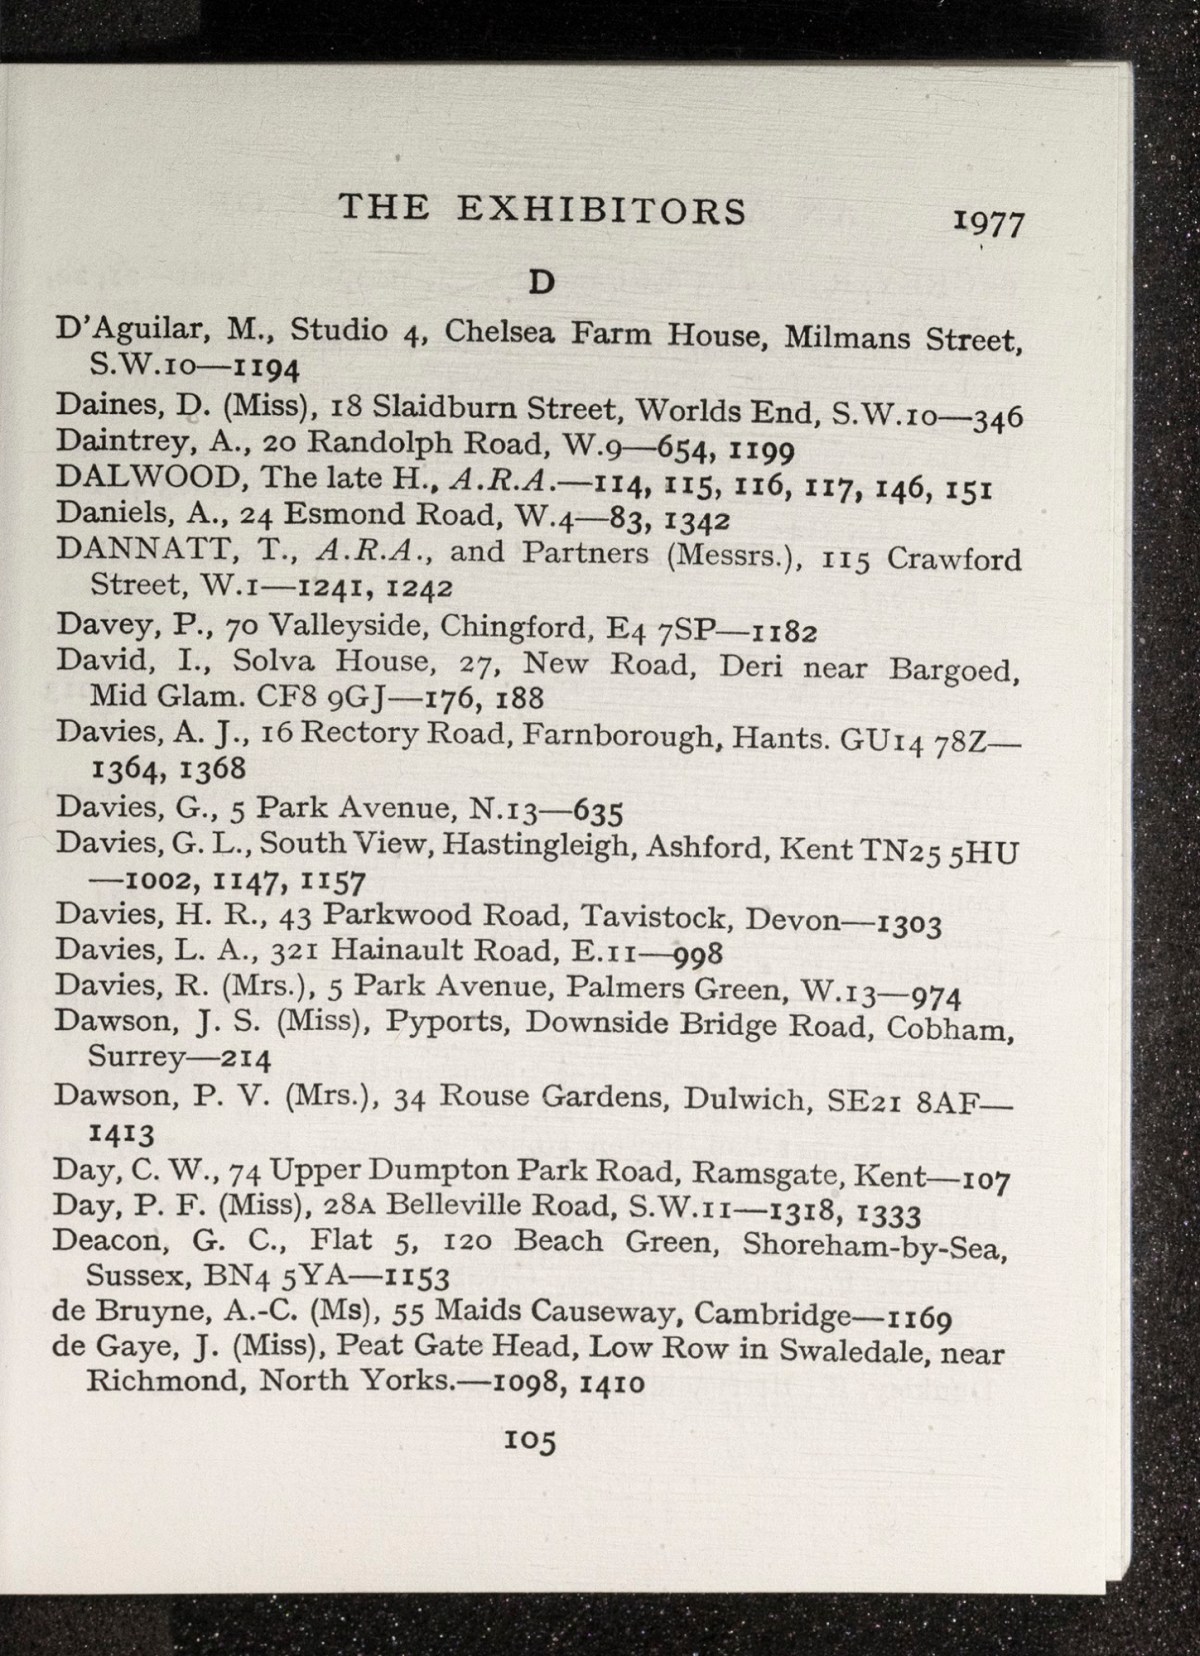 THE EXHIBITORS 1977
D
D'Aguilar, M., Studio 4, Chelsea Farm House, Milmans Street,
S.W.10—1194
Daines, D. (Miss), 18 Slaidburn Street, Worlds End, S.W.10—346
Daintrey, A., 20 Randolph Road, W.9—654, 1199
DALWOOD, The late H., A.R.A.—114, 115, 116, 117, 146, 151
Daniels, A., 24 Esmond Road, W.4—83, 1342
DANNATT, T., A.R.A., and Partners (Messrs.), 115 Crawford
Street, W.1—1241, 1242
Davey, P., 70 Valleyside, Chingford, E4 7SP—1182
David, I., Solva House, 27, New Road, Deri near Bargoed,
Mid Glam. CF8 9GJ—176, 188
Davies, A. J., 16 Rectory Road, Farnborough, Hants. GU14 78Z—
1364, 1368
Davies, G., 5 Park Avenue, N.13—635
Davies, G. L., South View, Hastingleigh, Ashford, Kent TN25 5HU
—1002, 1147, 1157
Davies, H. R., 43 Parkwood Road, Tavistock, Devon—1303
Davies, L. A., 321 Hainault Road, E.11—998
Davies, R. (Mrs.), 5 Park Avenue, Palmers Green, W.13—974
Dawson, J. S. (Miss), Pyports, Downside Bridge Road, Cobham,
Surrey—214
Dawson, P. V. (Mrs.), 34 Rouse Gardens, Dulwich, SE21 8AF—
1413
Day, C. W., 74 Upper Dumpton Park Road, Ramsgate, Kent—107
Day, P. F. (Miss), 28A Belleville Road, S.W.11—1318, 1333
Deacon, G. C., Flat 5, 120 Beach Green, Shoreham-by-Sea,
Sussex, BN4 5YA—1153
de Bruyne, A.-C. (Ms), 55 Maids Causeway, Cambridge—1169
de Gaye, J. (Miss), Peat Gate Head, Low Row in Swaledale, near
Richmond, North Yorks.—1098, 1410
105